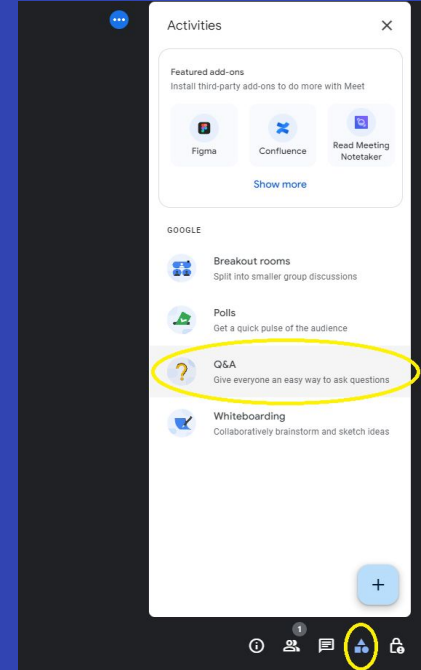 Activities
Featured add-ons
Install third-party add-ons to do more with Meet
Figma
Confluence
Read Meeting
Notetaker
Show more
GOOGLE
Breakout rooms
Split into smaller group discussions
Polls
Get a quick pulse of the audience
Q&A
Give everyone an easy way to ask questions
Whiteboarding
Collaboratively brainstorm and sketch ideas
1